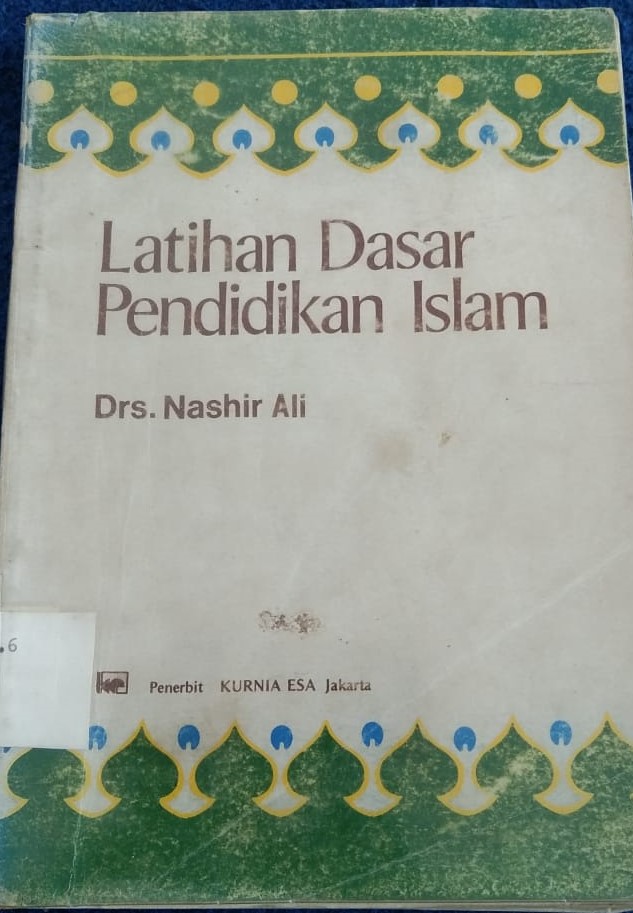 Latihan Dasar
Pendidikan Islam
Drs. Nashir Ali
.6
Penerbit KURNIA ESA Jakarta